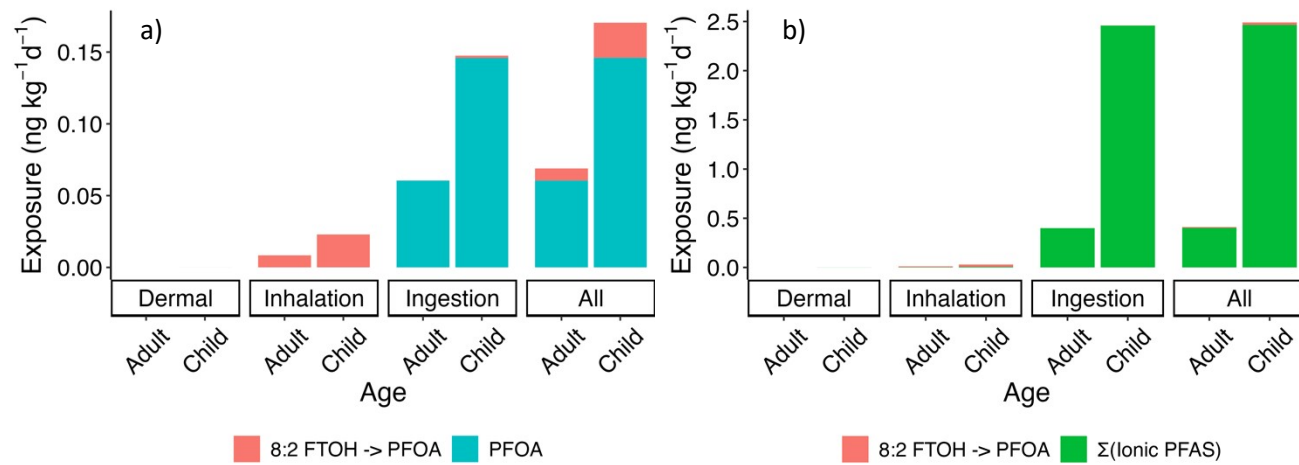 a)
Exposure (ng kg⁻¹d⁻¹)
0.15
0.10
0.05
0.00
Dermal Inhalation Ingestion All
Adult Child Adult Child Adult Child Adult Child
Age
8:2 FTOH -> PFOA PFOA
b)
Exposure (ng kg⁻¹d⁻¹)
2.5
2.0
1.5
1.0
0.5
0.0
Dermal Inhalation Ingestion All
Adult Child Adult Child Adult Child Adult Child
Age
8:2 FTOH -> PFOA Σ(Ionic PFAS)